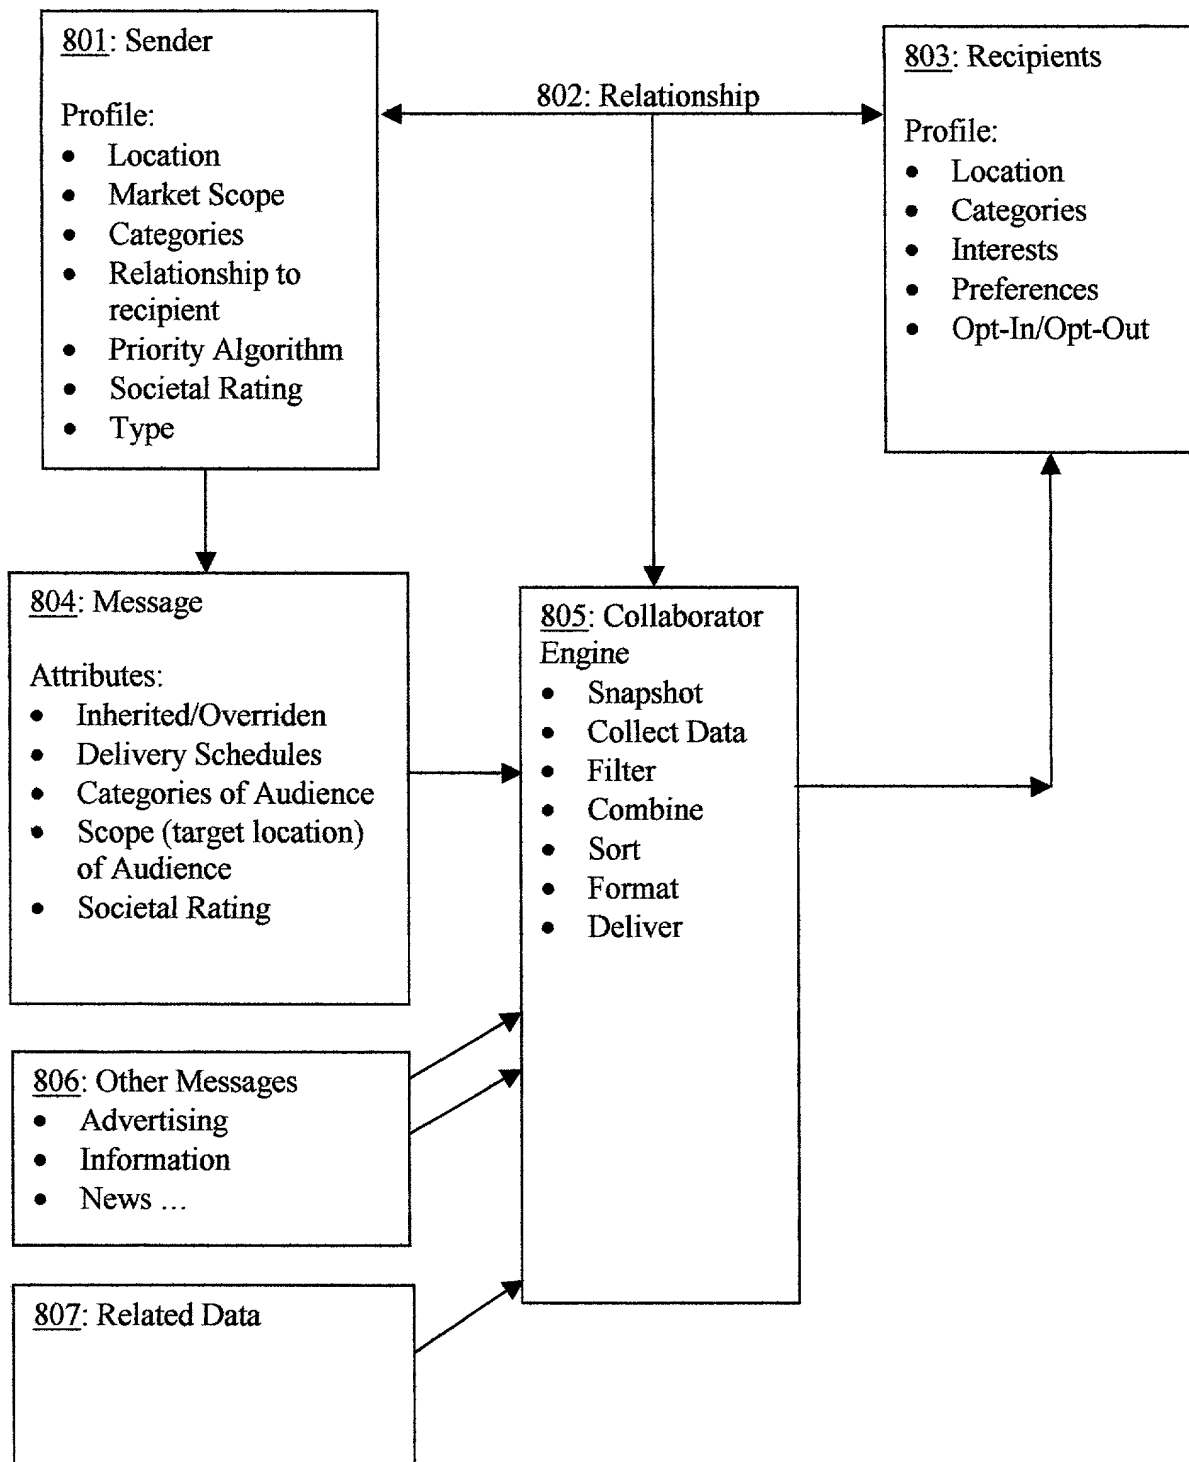 801: Sender
Profile:
• Location
• Market Scope
• Categories
• Relationship to
recipient
• Priority Algorithm
• Societal Rating
• Type
802: Relationship
803: Recipients
Profile:
• Location
• Categories
• Interests
• Preferences
• Opt-In/Opt-Out
804: Message
Attributes:
• Inherited/Overriden
• Delivery Schedules
• Categories of Audience
• Scope (target location)
of Audience
• Societal Rating
805: Collaborator
Engine
• Snapshot
• Collect Data
• Filter
• Combine
• Sort
• Format
• Deliver
806: Other Messages
• Advertising
• Information
• News ...
807: Related Data